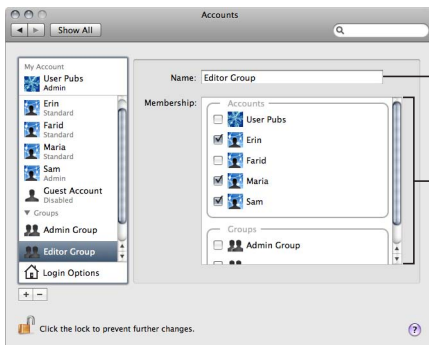 Accounts
Show All
My Account
User Pubs
Admin
Erin
Standard
Farid
Standard
Maria
Standard
Sam
Admin
Guest Account
Disabled
Groups
Admin Group
Editor Group
Login Options
+ −
Name: Editor Group
Membership:
Accounts
User Pubs
Erin
Farid
Maria
Sam
Groups
Admin Group
Click the lock to prevent further changes.
?